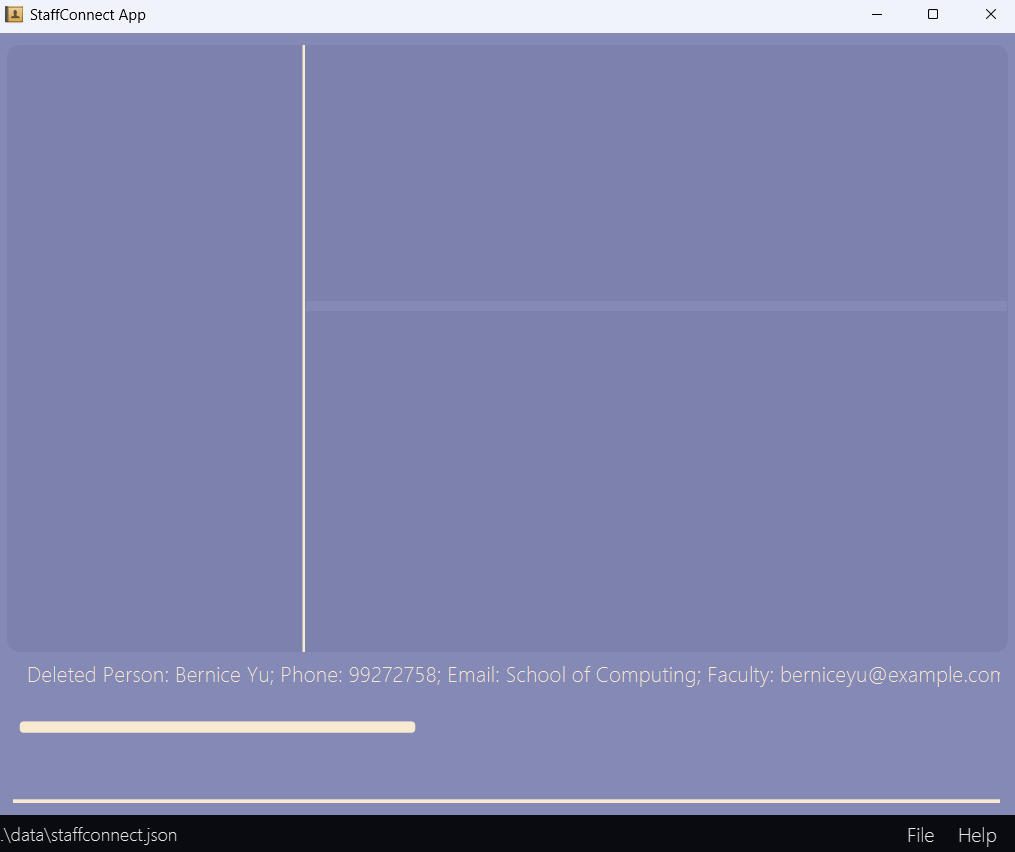 StaffConnect App
Deleted Person: Bernice Yu; Phone: 99272758; Email: School of Computing; Faculty: berniceyu@example.com
.\data\staffconnect.json
File
Help